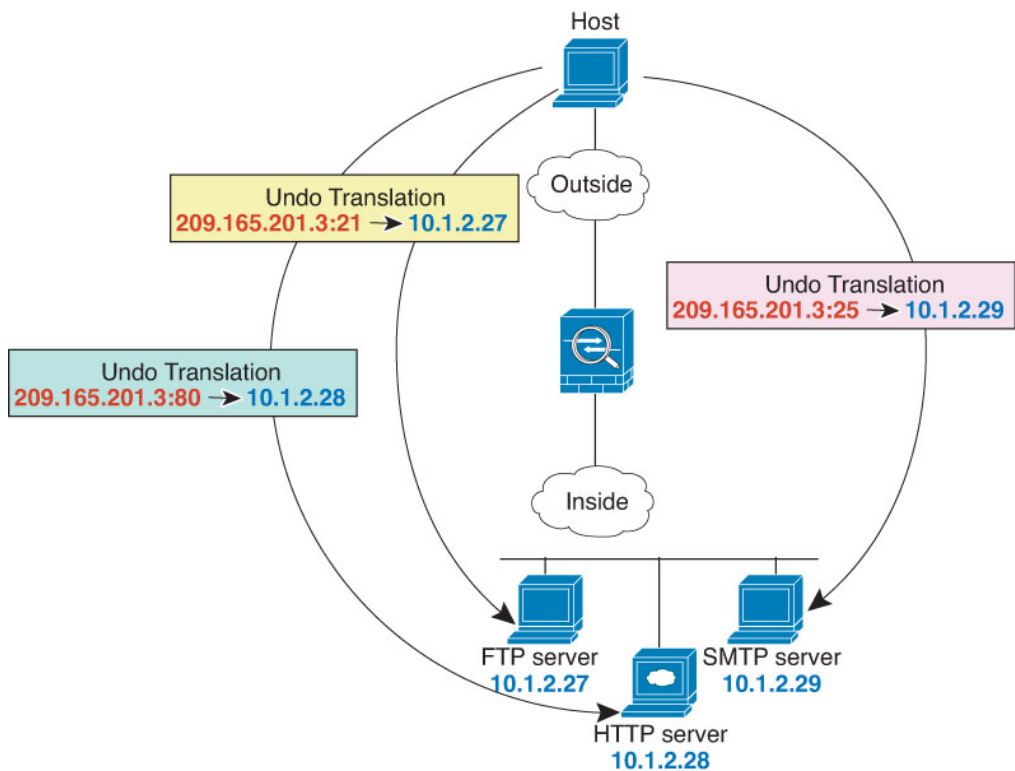 Host
Outside
Undo Translation
209.165.201.3:21 → 10.1.2.27
Undo Translation
209.165.201.3:25 → 10.1.2.29
Undo Translation
209.165.201.3:80 → 10.1.2.28
Inside
FTP server
10.1.2.27
SMTP server
10.1.2.29
HTTP server
10.1.2.28